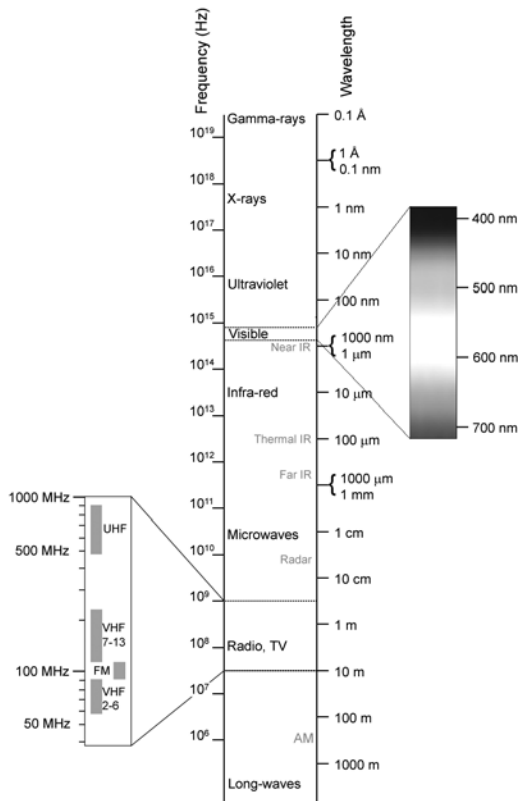 Frequency (Hz)
Wavelength
Gamma-rays
0.1 Å
10¹⁹
1 Å
0.1 nm
10¹⁸
X-rays
1 nm
400 nm
10¹⁷
10 nm
10¹⁶
Ultraviolet
100 nm
500 nm
10¹⁵
Visible
1000 nm
Near IR
1 μm
600 nm
10¹⁴
Infra-red
10 μm
10¹³
700 nm
Thermal IR
100 μm
10¹²
Far IR
1000 μm
1 mm
1000 MHz
10¹¹
UHF
Microwaves
1 cm
500 MHz
10¹⁰
Radar
10 cm
10⁹
1 m
VHF
7-13
10⁸
Radio, TV
100 MHz
FM
10 m
VHF
2-6
10⁷
50 MHz
100 m
10⁶
AM
1000 m
Long-waves